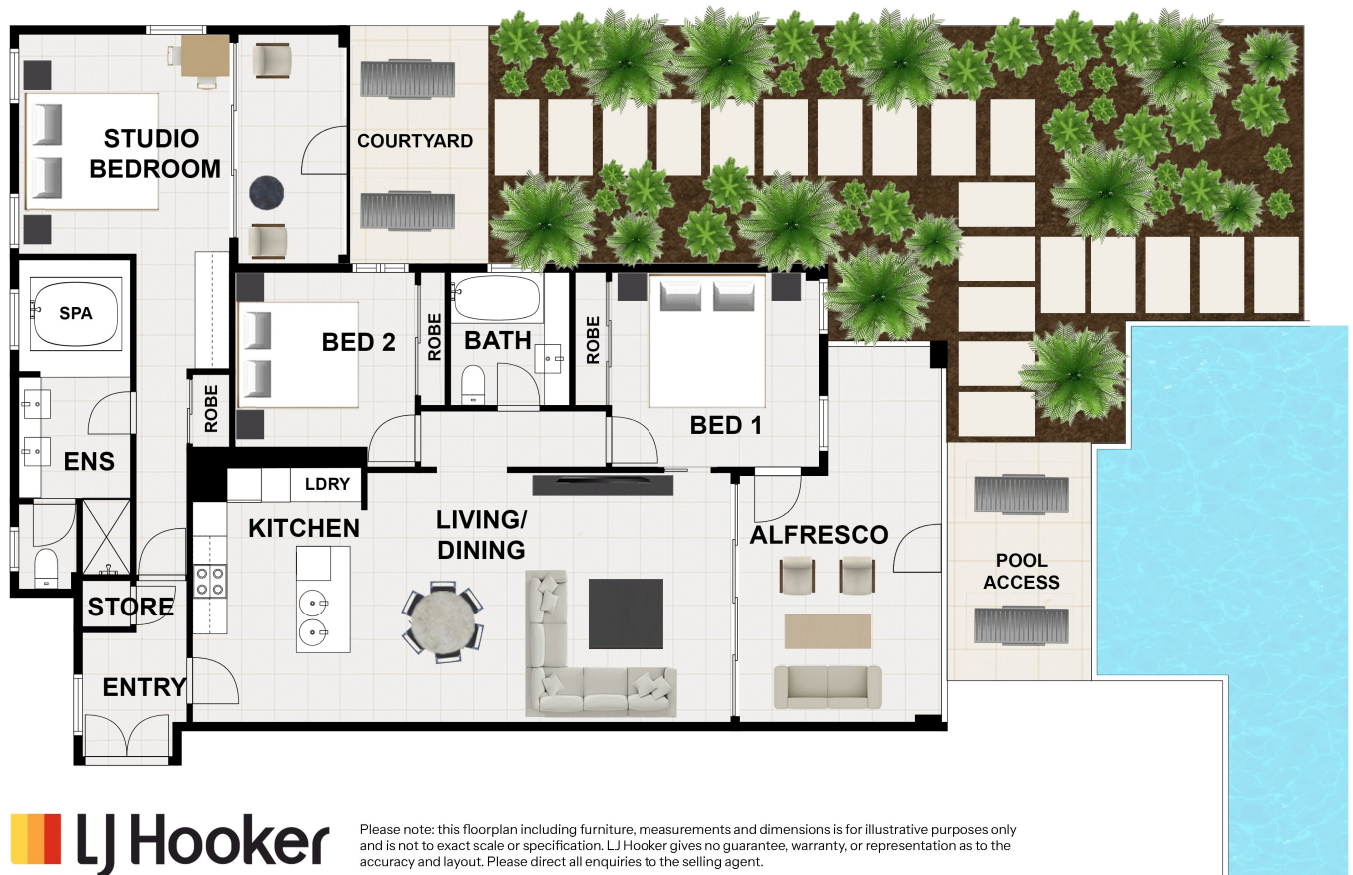 STUDIO
BEDROOM
COURTYARD
SPA
BED 2
ROBE
BATH
ROBE
ROBE
BED 1
ENS
LDRY
KITCHEN
LIVING/
DINING
ALFRESCO
POOL
ACCESS
STORE
ENTRY
LJ Hooker
Please note: this floorplan including furniture, measurements and dimensions is for illustrative purposes only
and is not to exact scale or specification. LJ Hooker gives no guarantee, warranty, or representation as to the
accuracy and layout. Please direct all enquiries to the selling agent.